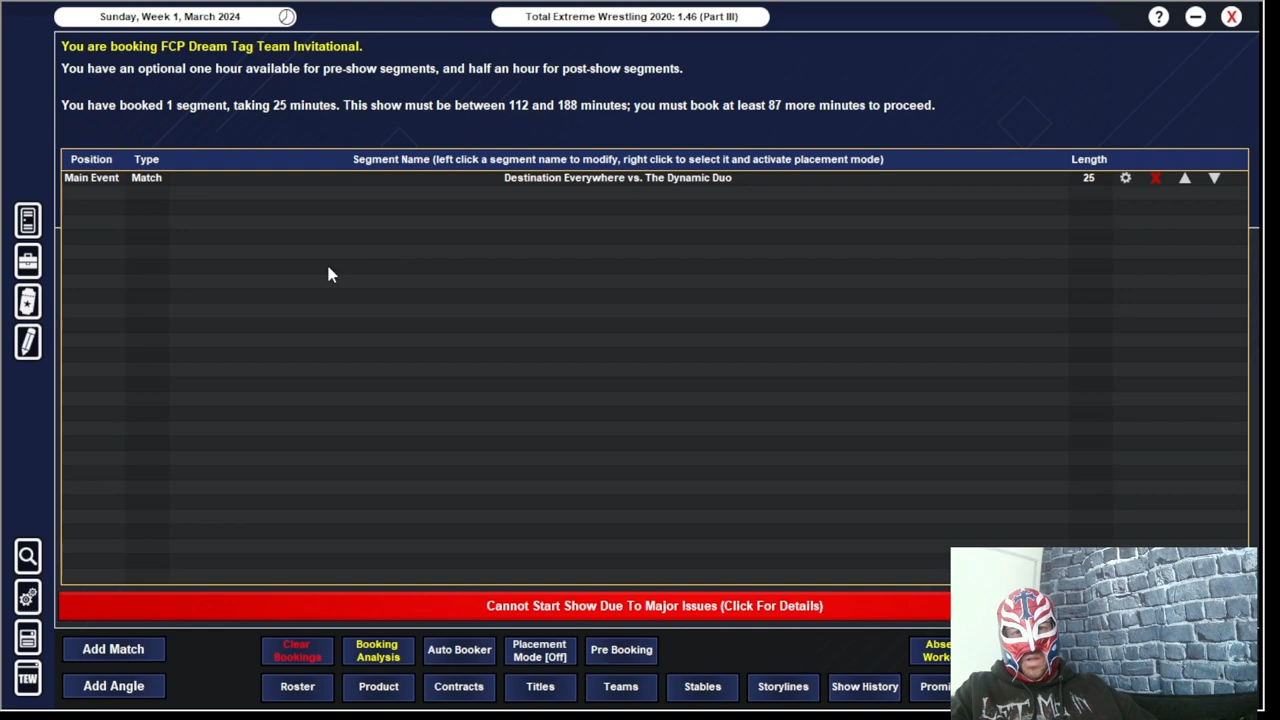 Sunday, Week 1, March 2024
Total Extreme Wrestling 2020: 1.46 (Part III)
?
X
You are booking FCP Dream Tag Team Invitational.
You have an optional one hour available for pre-show segments, and half an hour for post-show segments.
You have booked 1 segment, taking 25 minutes. This show must be between 112 and 188 minutes; you must book at least 87 more minutes to proceed.
Position Type Segment Name (left click a segment name to modify, right click to select it and activate placement mode) Length
Main Event Match Destination Everywhere vs. The Dynamic Duo 25 X
Cannot Start Show Due To Major Issues (Click For Details)
Add Match
Clear Bookings
Booking Analysis
Auto Booker
Placement Mode [Off]
Pre Booking
Abse
Work
Add Angle
Roster
Product
Contracts
Titles
Teams
Stables
Storylines
Show History
Promi
TEW
LET ME IN